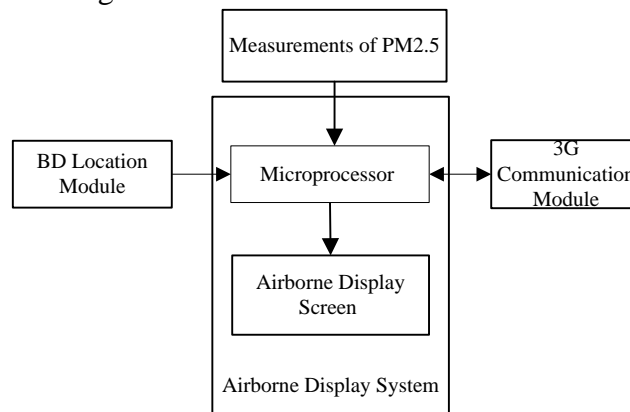 Measurements of PM2.5
BD Location
Module
Microprocessor
3G
Communication
Module
Airborne Display
Screen
Airborne Display System